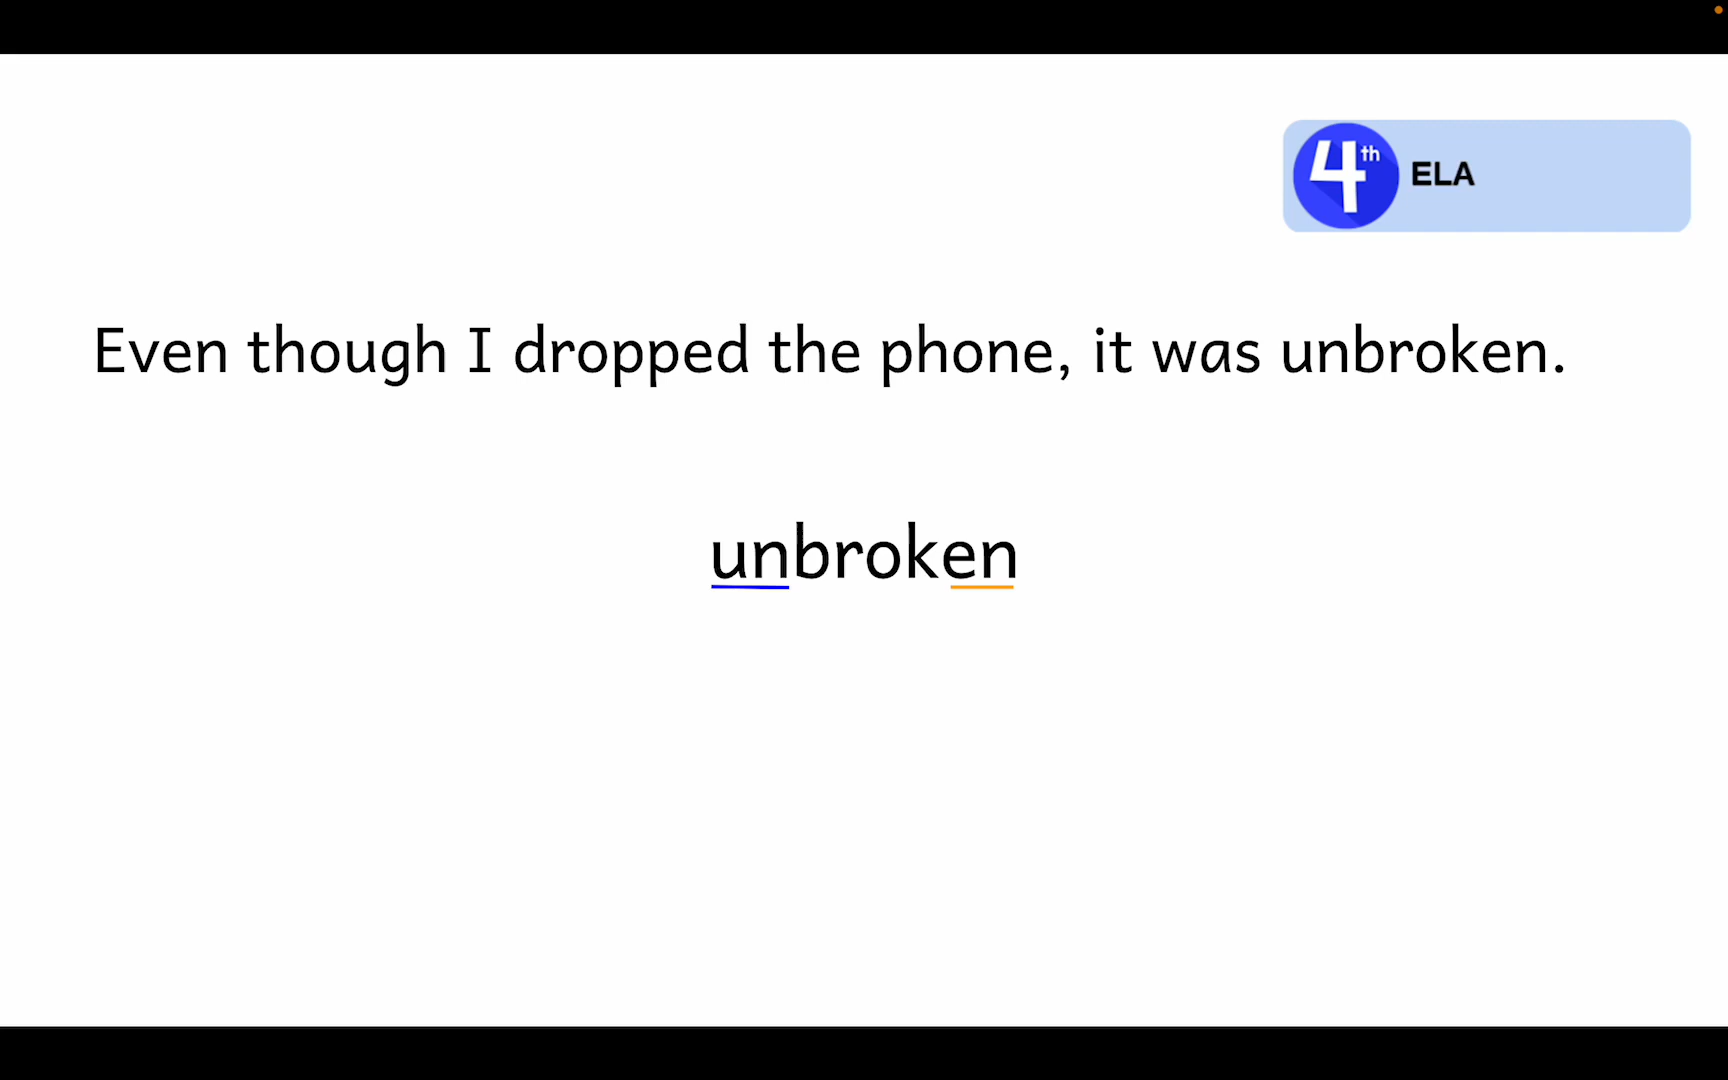 4th ELA
Even though I dropped the phone, it was unbroken.
unbroken